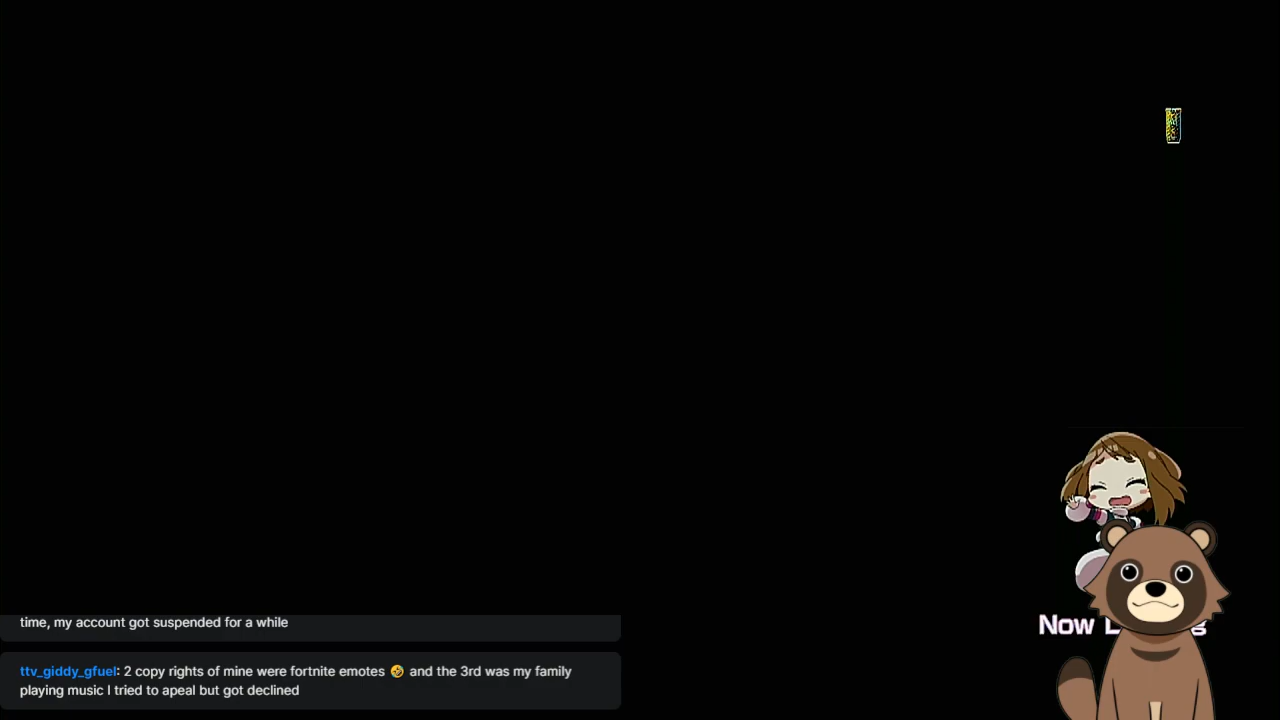 time, my account got suspended for a while
ttv_giddy_gfuel: 2 copy rights of mine were fortnite emotes 🤣 and the 3rd was my family
playing music I tried to apeal but got declined
Now